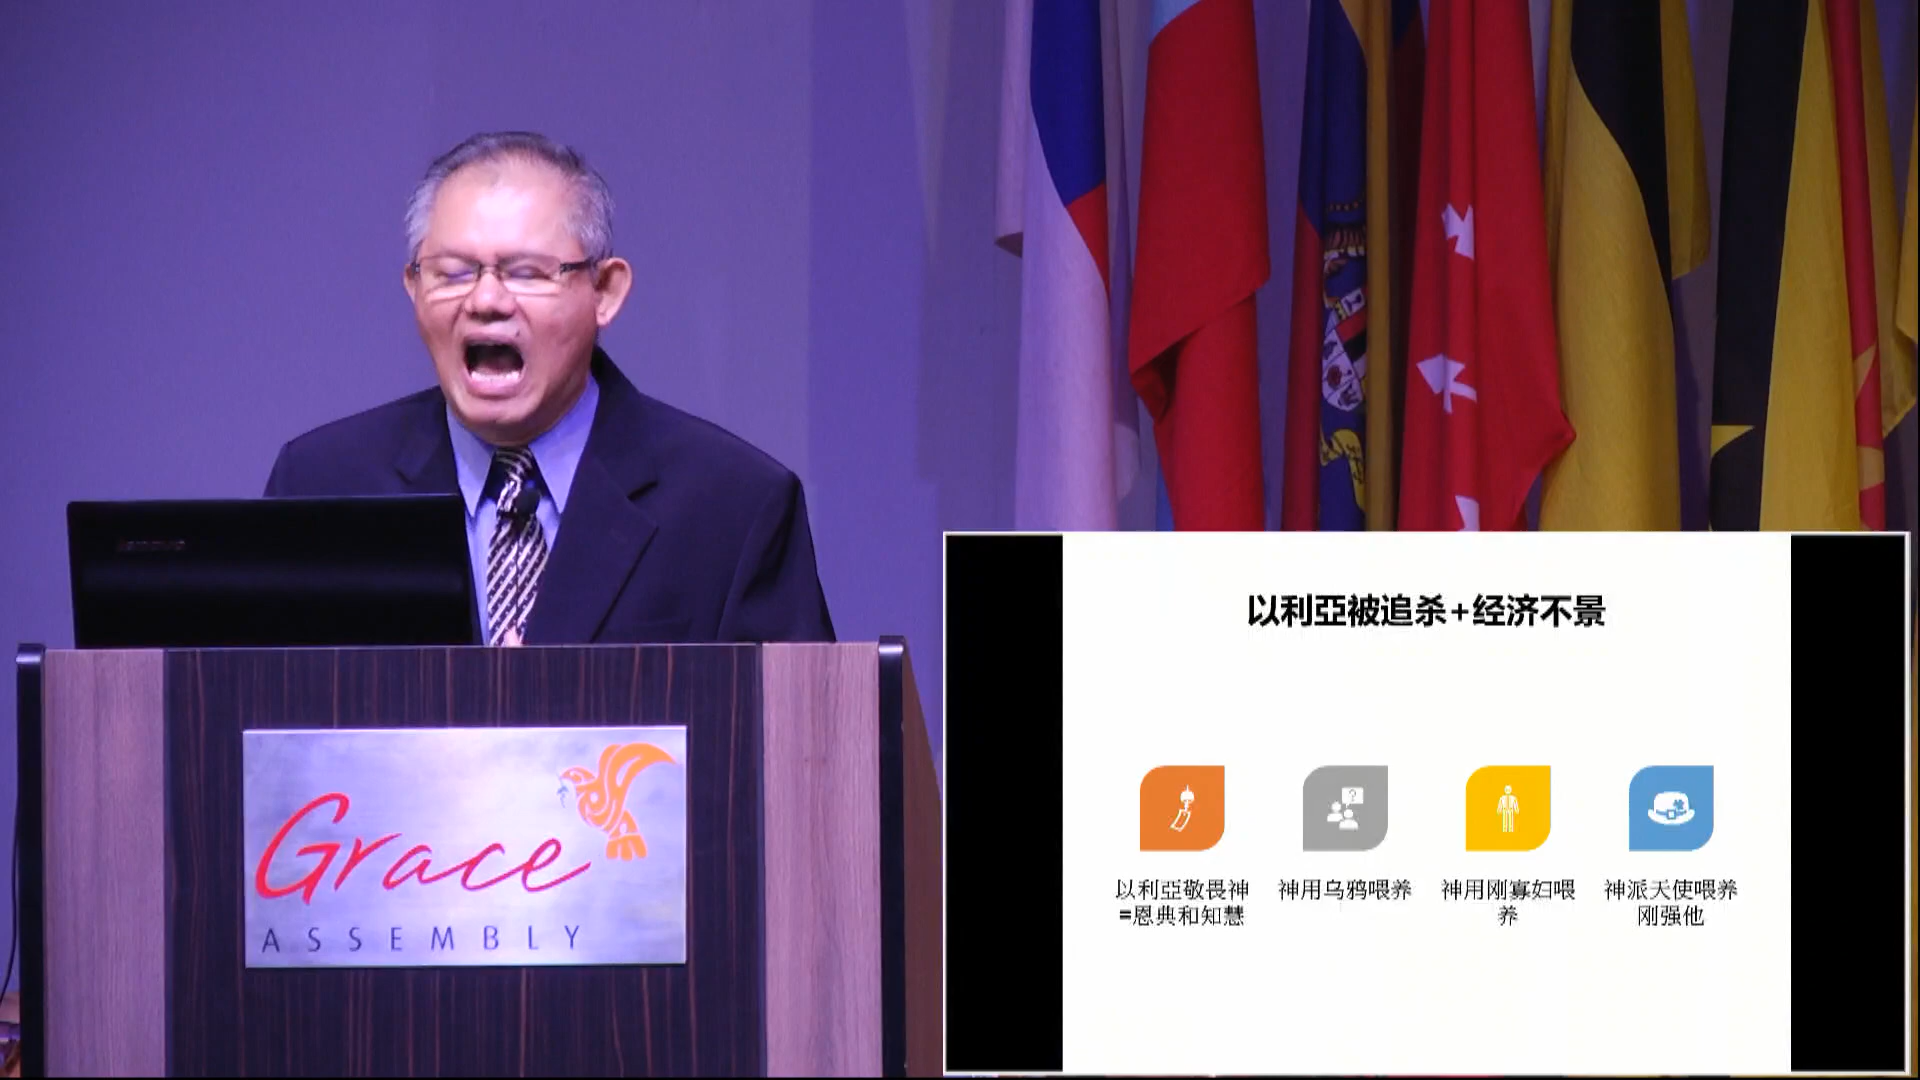 lenovo
Grace
ASSEMBLY
以利亞被追杀+经济不景
以利亞敬畏神
=恩典和知慧
神用乌鸦喂养
神用刚寡妇喂
养
神派天使喂养
刚强他
?